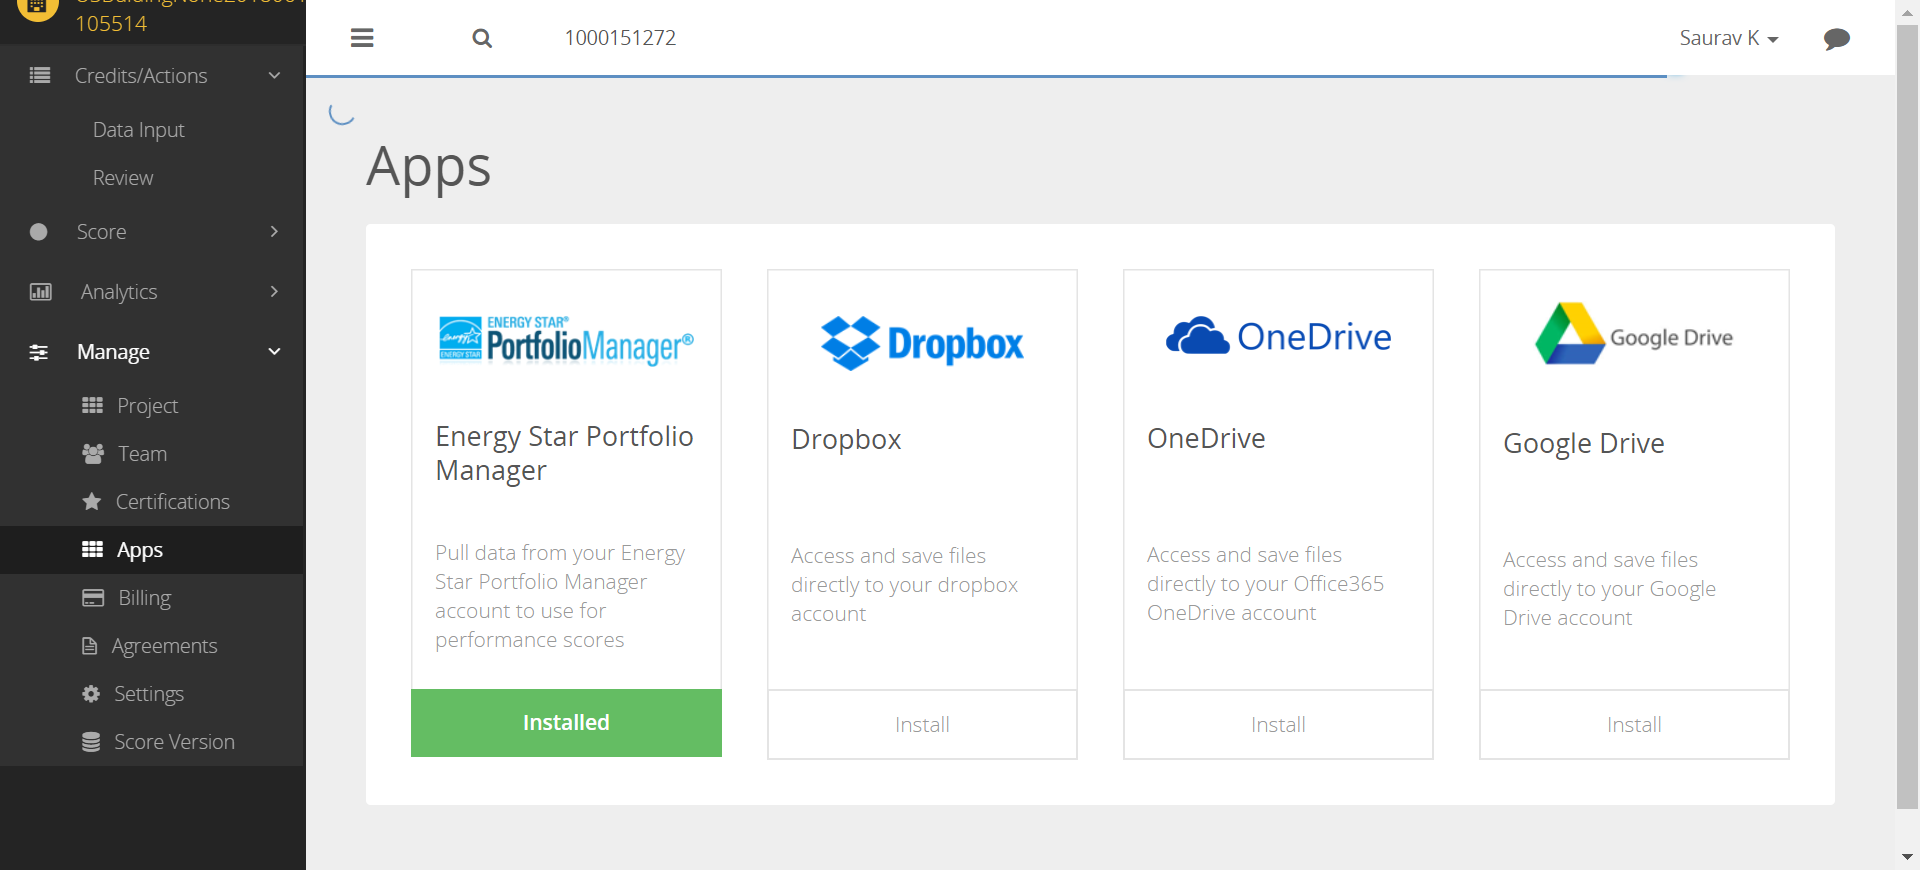 105514
Credits/Actions
Data Input
Review
Score
Analytics
Manage
Project
Team
Certifications
Apps
Billing
Agreements
Settings
Score Version
1000151272
Saurav K
Apps
ENERGY STAR®
PortfolioManager®
ENERGY STAR
Energy Star Portfolio
Manager
Pull data from your Energy
Star Portfolio Manager
account to use for
performance scores
Installed
Dropbox
Dropbox
Access and save files
directly to your dropbox
account
Install
OneDrive
OneDrive
Access and save files
directly to your Office365
OneDrive account
Install
Google Drive
Google Drive
Access and save files
directly to your Google
Drive account
Install